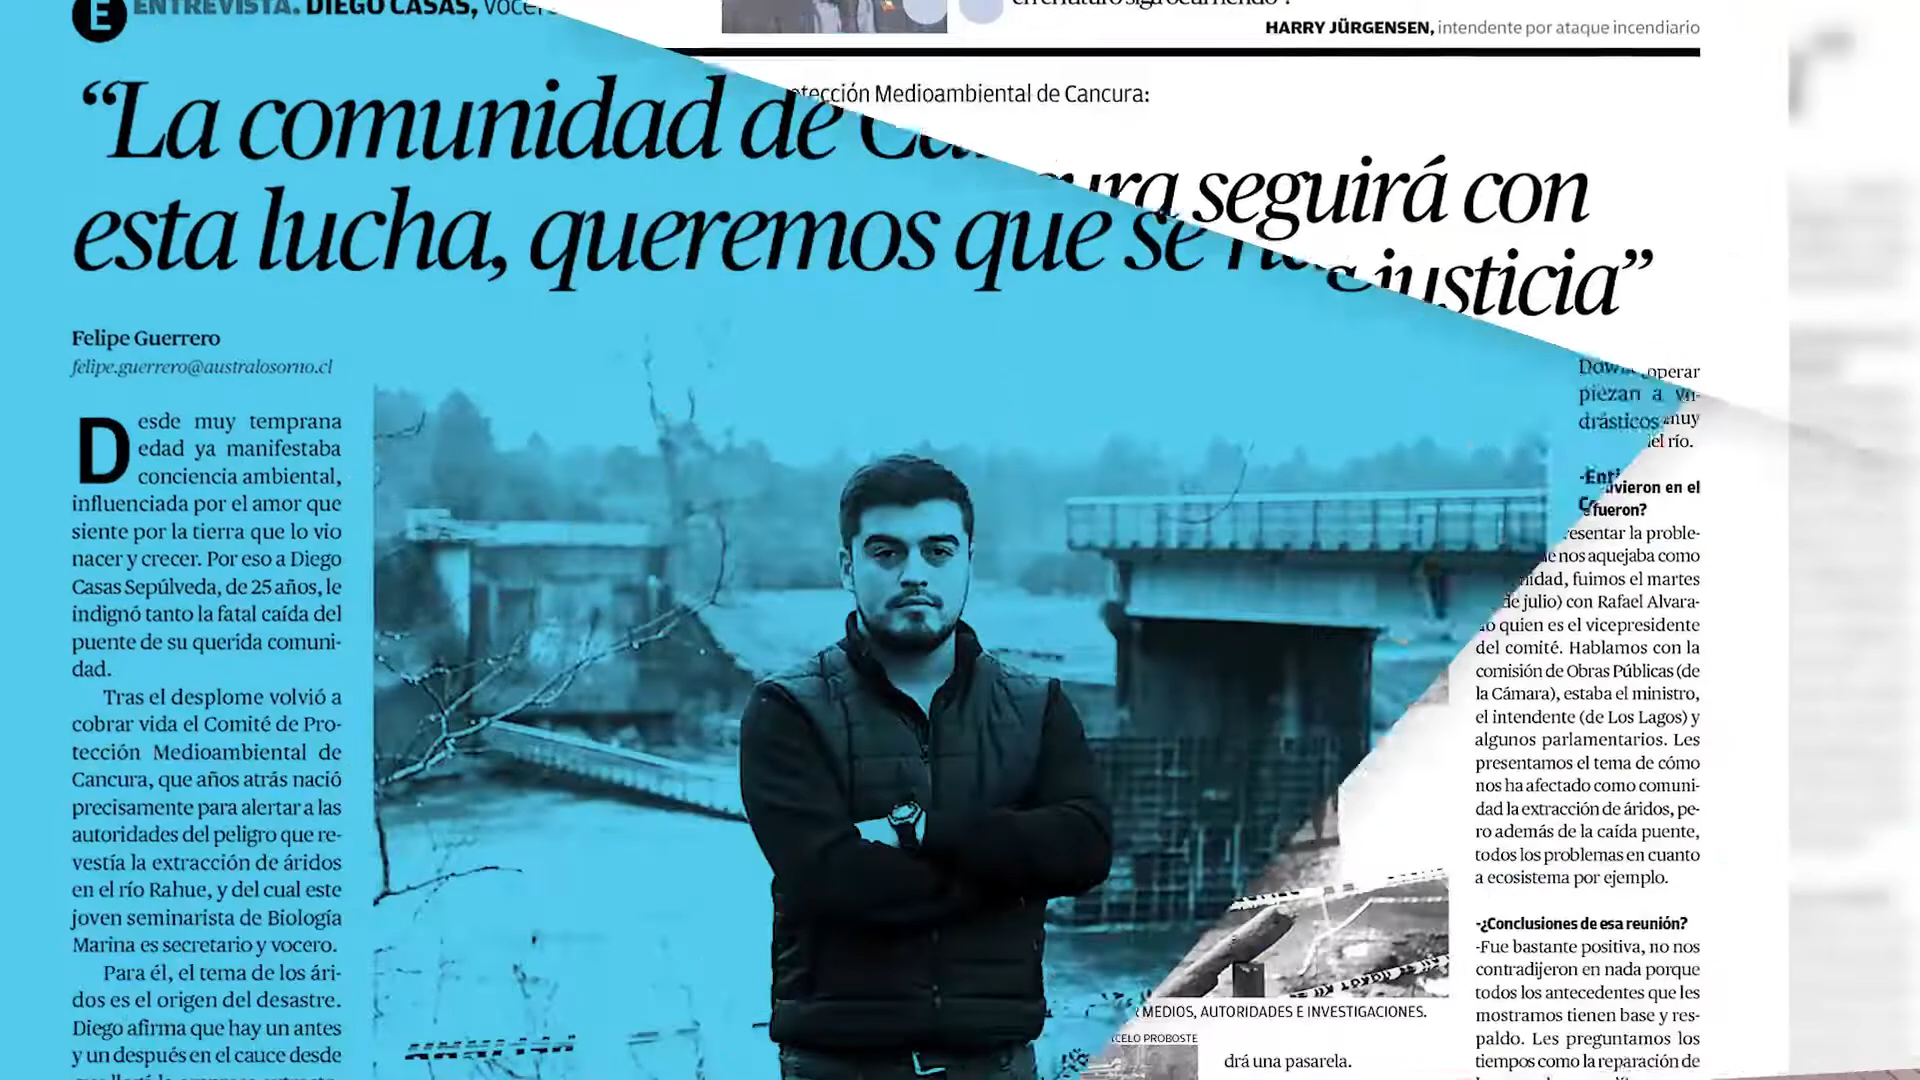 E ENTREVISTA. DIEGO CASAS,
HARRY JÜRGENSEN, intendente por ataque incendiario
Medioambiental de Cancura:
“La comunidad de
seguirá con
esta lucha, queremos que se
justicia”
Felipe Guerrero
felipe.guerrero@australosorno.cl
Desde muy temprana
edad ya manifestaba
conciencia ambiental,
influenciada por el amor que
siente por la tierra que lo vio
nacer y crecer. Por eso a Diego
Casas Sepúlveda, de 25 años, le
indignó tanto la fatal caída del
puente de su querida comuni-
dad.
Tras el desplome volvió a
cobrar vida el Comité de Pro-
tección Medioambiental de
Cancura, que años atrás nació
precisamente para alertar a las
autoridades del peligro que re-
vestía la extracción de áridos
en el río Rahue, y del cual este
joven seminarista de Biología
Marina es secretario y vocero.
Para él, el tema de los ári-
dos es el origen del desastre.
Diego afirma que hay un antes
y un después en el cauce desde
MEDIOS, AUTORIDADES E INVESTIGACIONES.
PROBOSTE
drá una pasarela.
operar
piezan a
drásticos muy
río.
en el
fueron?
la proble-
nos aquejaba como
fuimos el martes
de julio) con Rafael Alvara-
quien es el vicepresidente
del comité. Hablamos con la
comisión de Obras Públicas (de
la Cámara), estaba el ministro,
el intendente (de Los Lagos) y
algunos parlamentarios. Les
presentamos el tema de cómo
nos ha afectado como comuni-
dad la extracción de áridos, pe-
ro además de la caída puente,
todos los problemas en cuanto
a ecosistema por ejemplo.
-¿Conclusiones de esa reunión?
-Fue bastante positiva, no nos
contradijeron en nada porque
todos los antecedentes que les
mostramos tienen base y res-
paldo. Les preguntamos los
tiempos como la reparación de